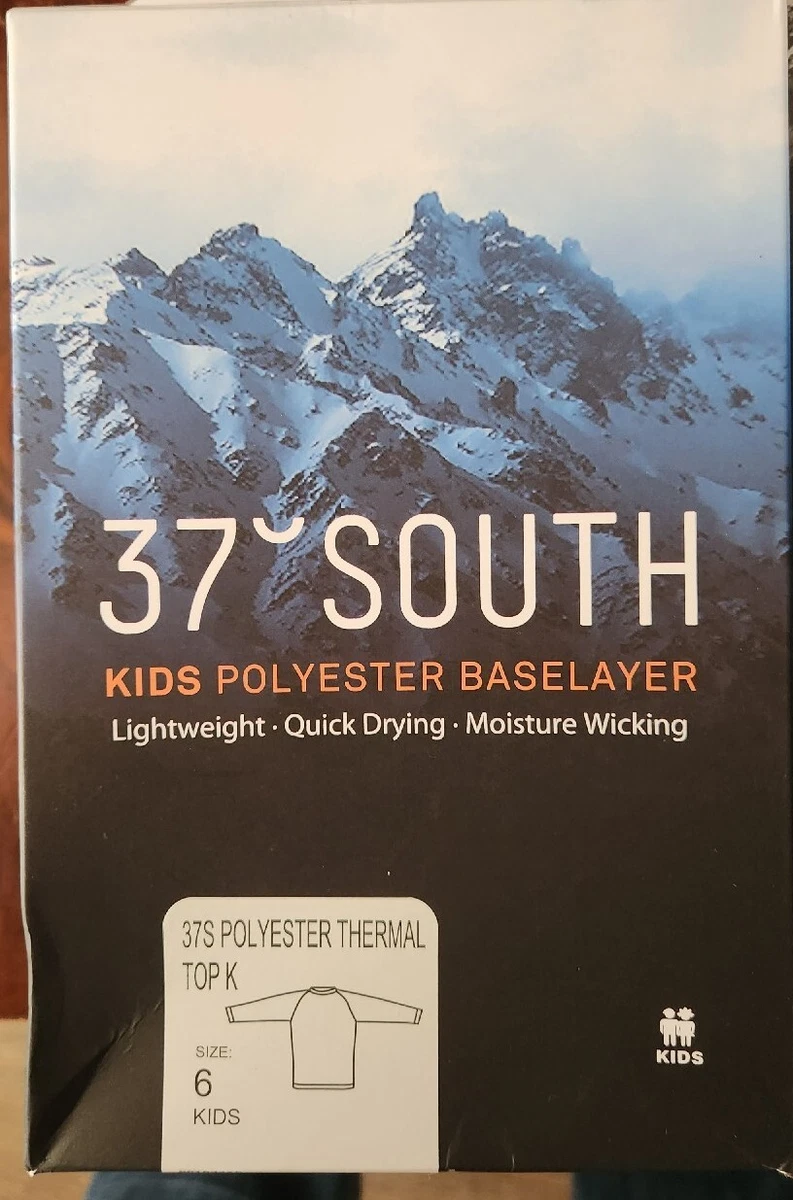 37˘SOUTH
KIDS POLYESTER BASELAYER
Lightweight · Quick Drying · Moisture Wicking
37S POLYESTER THERMAL
TOP K
SIZE:
6
KIDS
KIDS